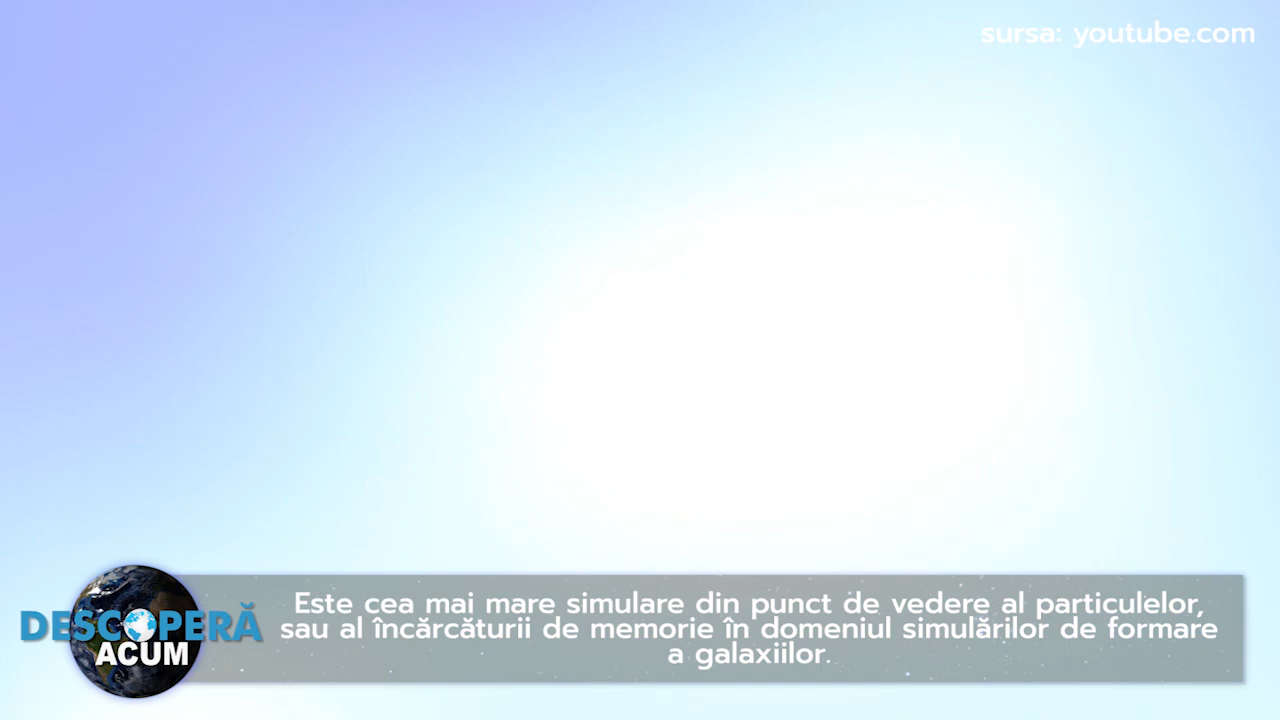 sursa: youtube.com
Este cea mai mare simulare din punct de vedere al particulelor,
sau al încărcăturii de memorie în domeniul simulărilor de formare
a galaxiilor.
DESCOPERĂ
ACUM